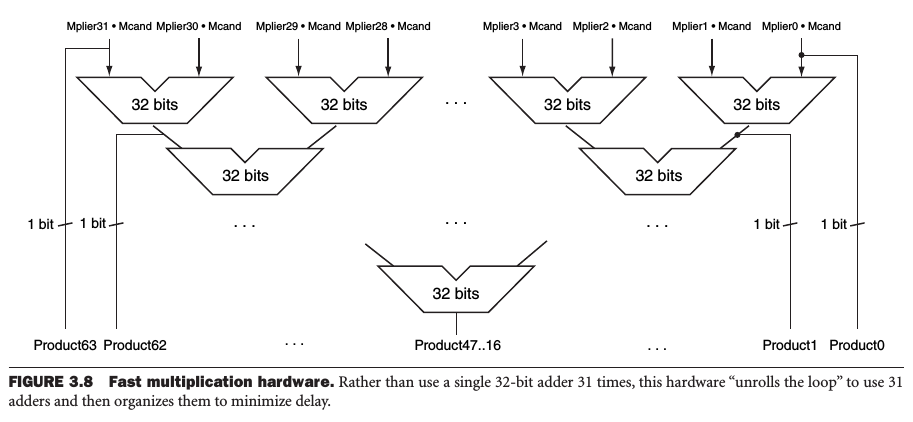 Mplier31 • Mcand Mplier30 • Mcand Mplier29 • Mcand Mplier28 • Mcand Mplier3 • Mcand Mplier2 • Mcand Mplier1 • Mcand Mplier0 • Mcand
32 bits 32 bits . . . 32 bits 32 bits
32 bits 32 bits
1 bit 1 bit . . . . . . . . . 1 bit 1 bit
32 bits
Product63 Product62 . . . Product47..16 . . . Product1 Product0
FIGURE 3.8 Fast multiplication hardware. Rather than use a single 32-bit adder 31 times, this hardware “unrolls the loop” to use 31
adders and then organizes them to minimize delay.